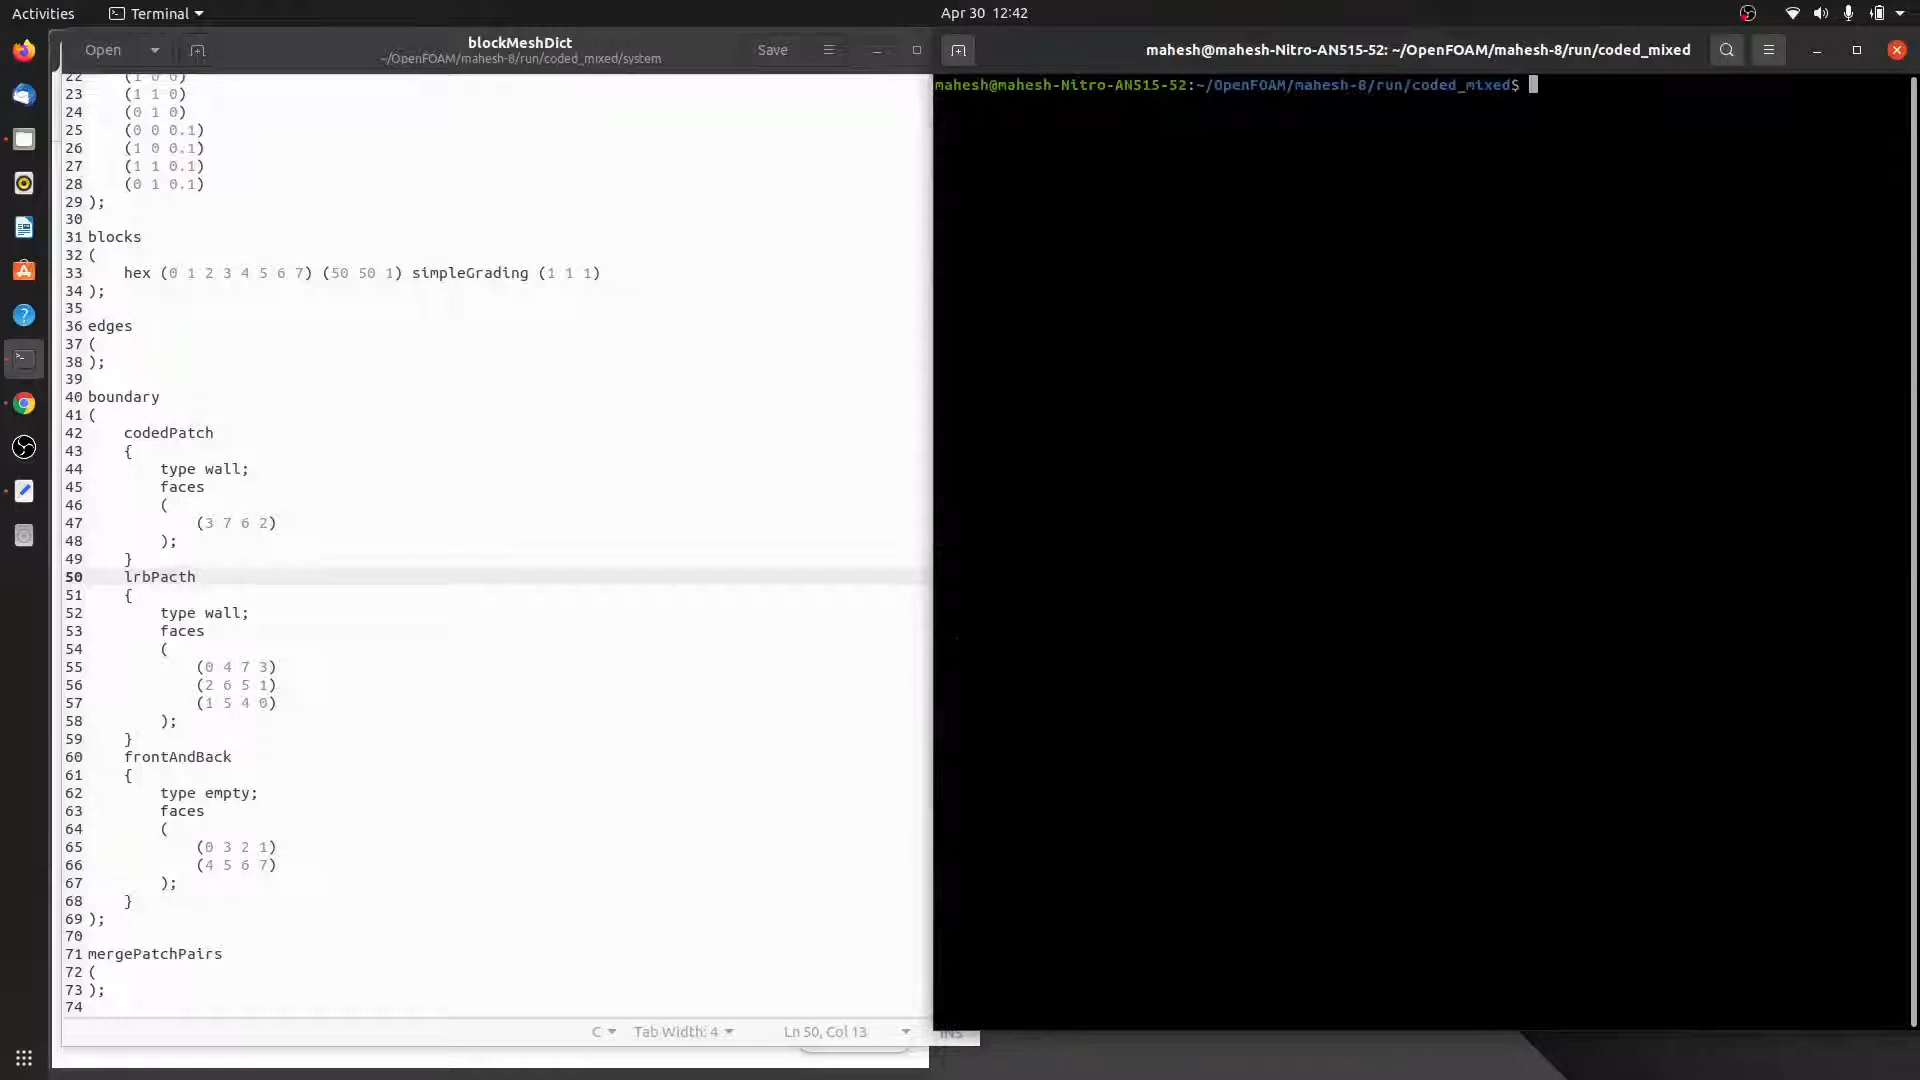 Activities
Terminal
Apr 30 12:42
Open
blockMeshDict
~/OpenFOAM/mahesh-8/run/coded_mixed/system
Save
mahesh@mahesh-Nitro-AN515-52: ~/OpenFOAM/mahesh-8/run/coded_mixed
mahesh@mahesh-Nitro-AN515-52:~/OpenFOAM/mahesh-8/run/coded_mixed$
22 (1 0 0)
23 (1 1 0)
24 (0 1 0)
25 (0 0 0.1)
26 (1 0 0.1)
27 (1 1 0.1)
28 (0 1 0.1)
29 );
30
31 blocks
32 (
33 hex (0 1 2 3 4 5 6 7) (50 50 1) simpleGrading (1 1 1)
34 );
35
36 edges
37 (
38 );
39
40 boundary
41 (
42 codedPatch
43 {
44 type wall;
45 faces
46 (
47 (3 7 6 2)
48 );
49 }
50 lrbPacth
51 {
52 type wall;
53 faces
54 (
55 (0 4 7 3)
56 (2 6 5 1)
57 (1 5 4 0)
58 );
59 }
60 frontAndBack
61 {
62 type empty;
63 faces
64 (
65 (0 3 2 1)
66 (4 5 6 7)
67 );
68 }
69 );
70
71 mergePatchPairs
72 (
73 );
74
C
Tab Width: 4
Ln 50, Col 13
INS